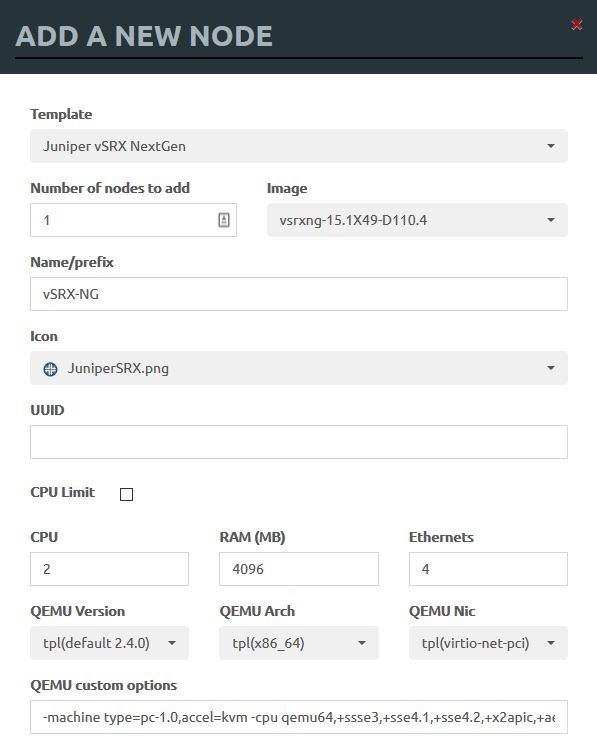 ADD A NEW NODE
Template
Juniper vSRX NextGen
Number of nodes to add
Image
1
vsrxng-15.1X49-D110.4
Name/prefix
vSRX-NG
Icon
JuniperSRX.png
UUID
CPU Limit
CPU
RAM (MB)
Ethernets
2
4096
4
QEMU Version
QEMU Arch
QEMU Nic
tpl(default 2.4.0)
tpl(x86_64)
tpl(virtio-net-pci)
QEMU custom options
-machine type=pc-1.0,accel=kvm -cpu qemu64,+ssse3,+sse4.1,+sse4.2,+x2apic,+ae